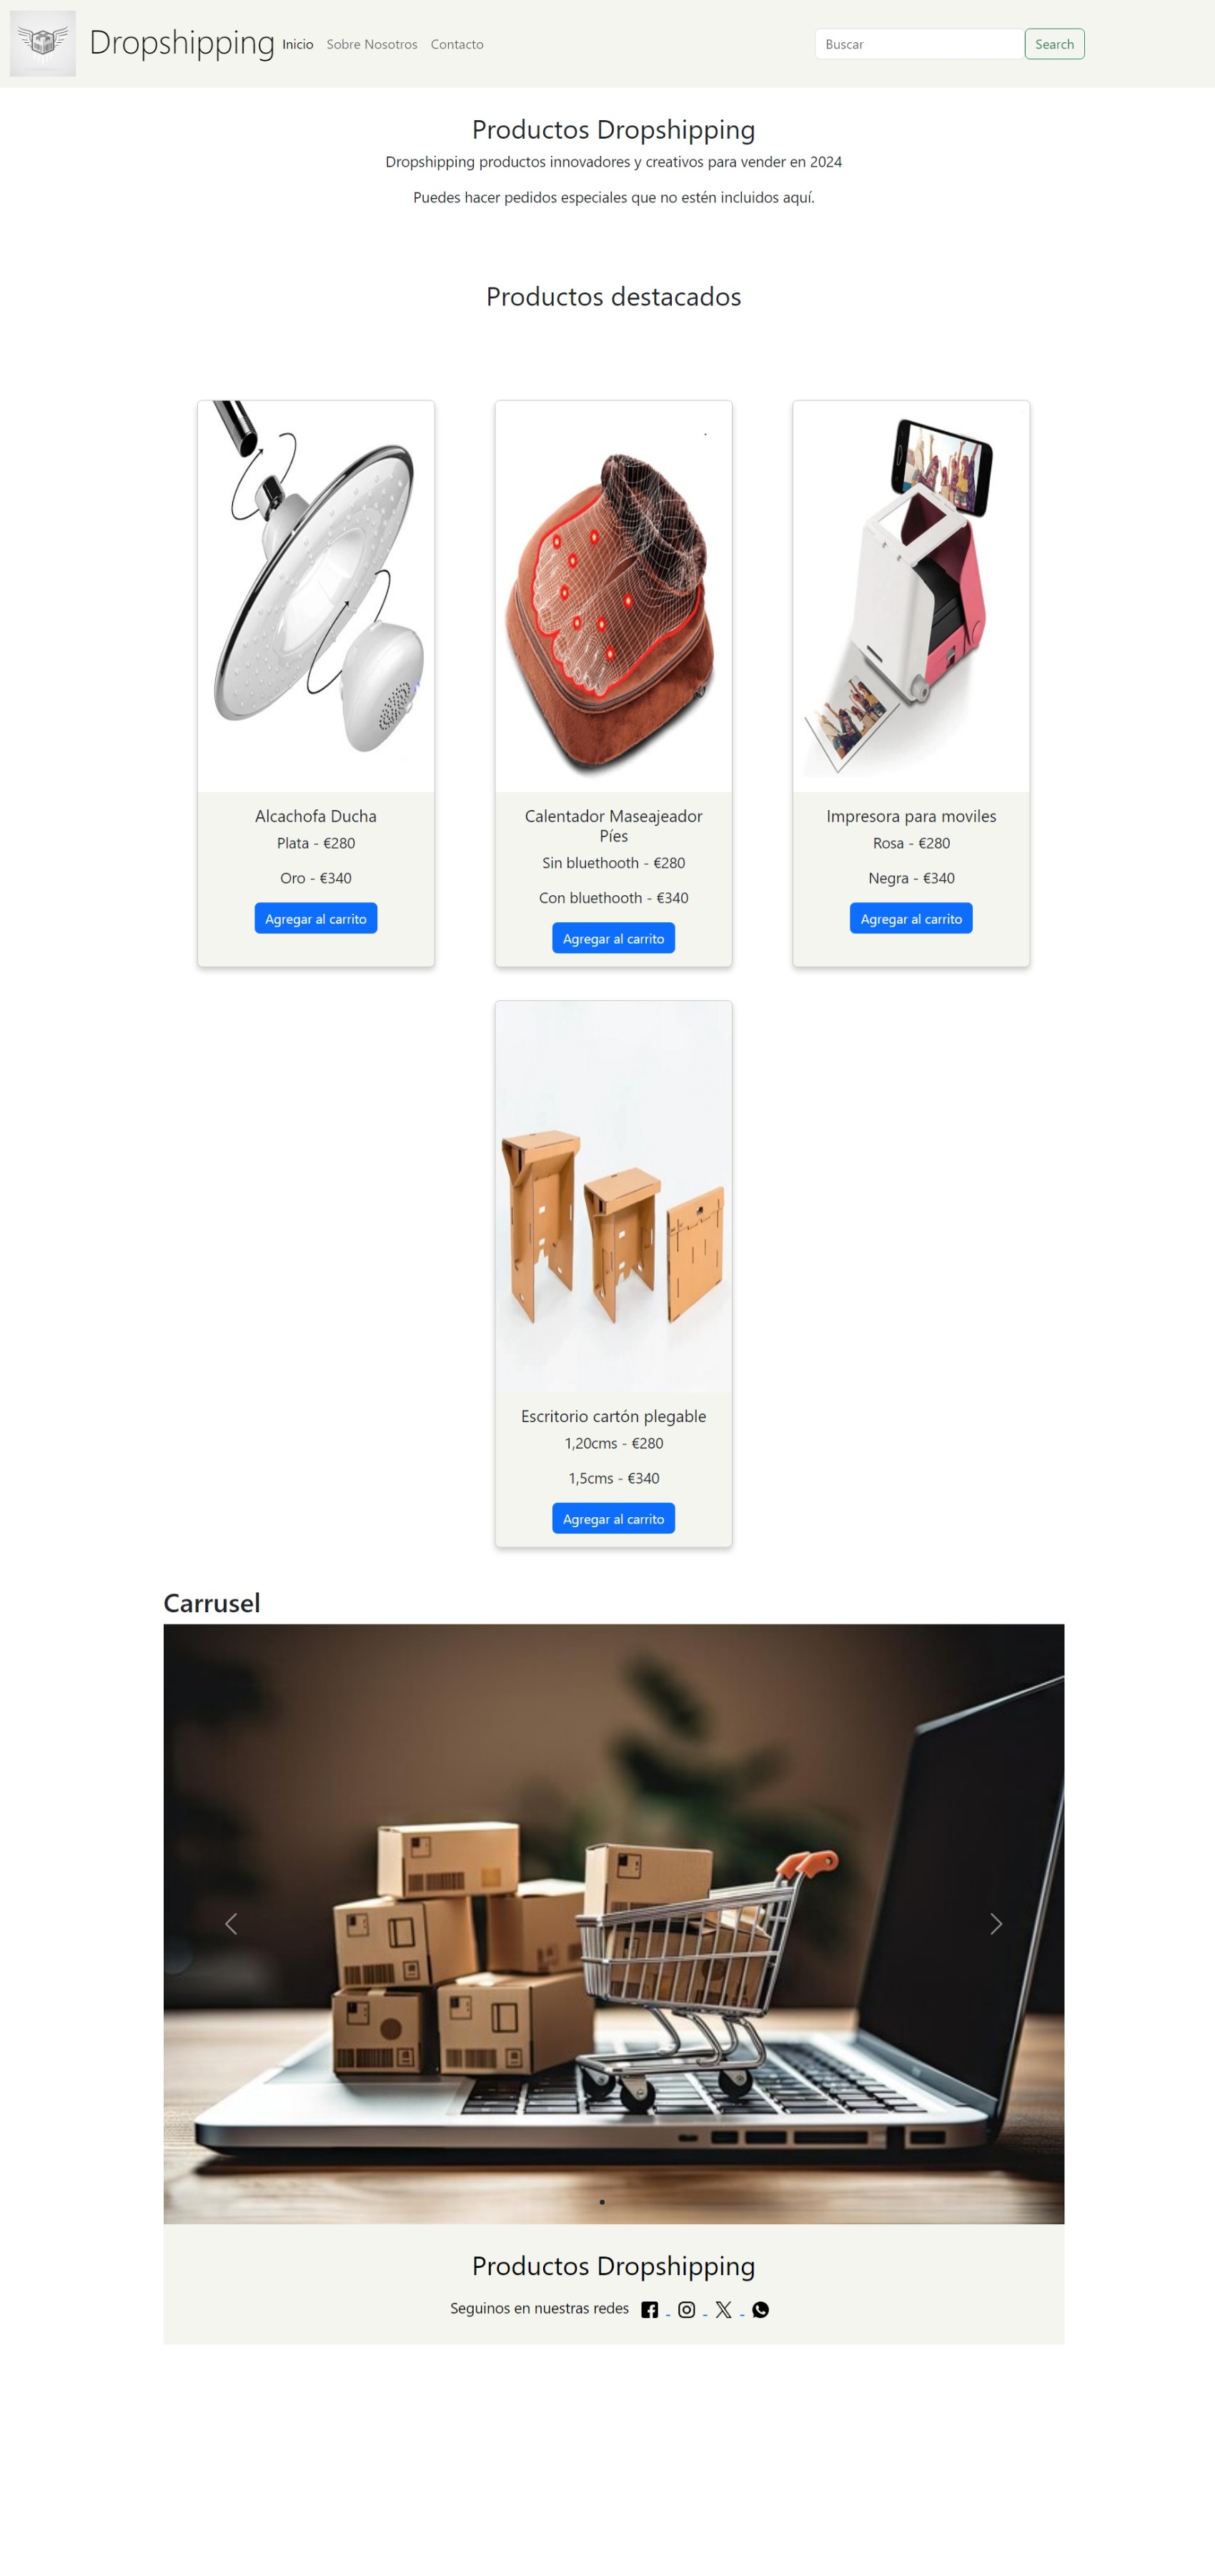 Dropshipping Inicio Sobre Nosotros Contacto Buscar Search
Productos Dropshipping
Dropshipping productos innovadores y creativos para vender en 2024
Puedes hacer pedidos especiales que no estén incluidos aquí.
Productos destacados
Alcachofa Ducha
Plata - €280
Oro - €340
Agregar al carrito
Calentador Maseajeador
Píes
Sin bluethooth - €280
Con bluethooth - €340
Agregar al carrito
Impresora para moviles
Rosa - €280
Negra - €340
Agregar al carrito
Escritorio cartón plegable
1,20cms - €280
1,5cms - €340
Agregar al carrito
Carrusel
Productos Dropshipping
Seguinos en nuestras redes